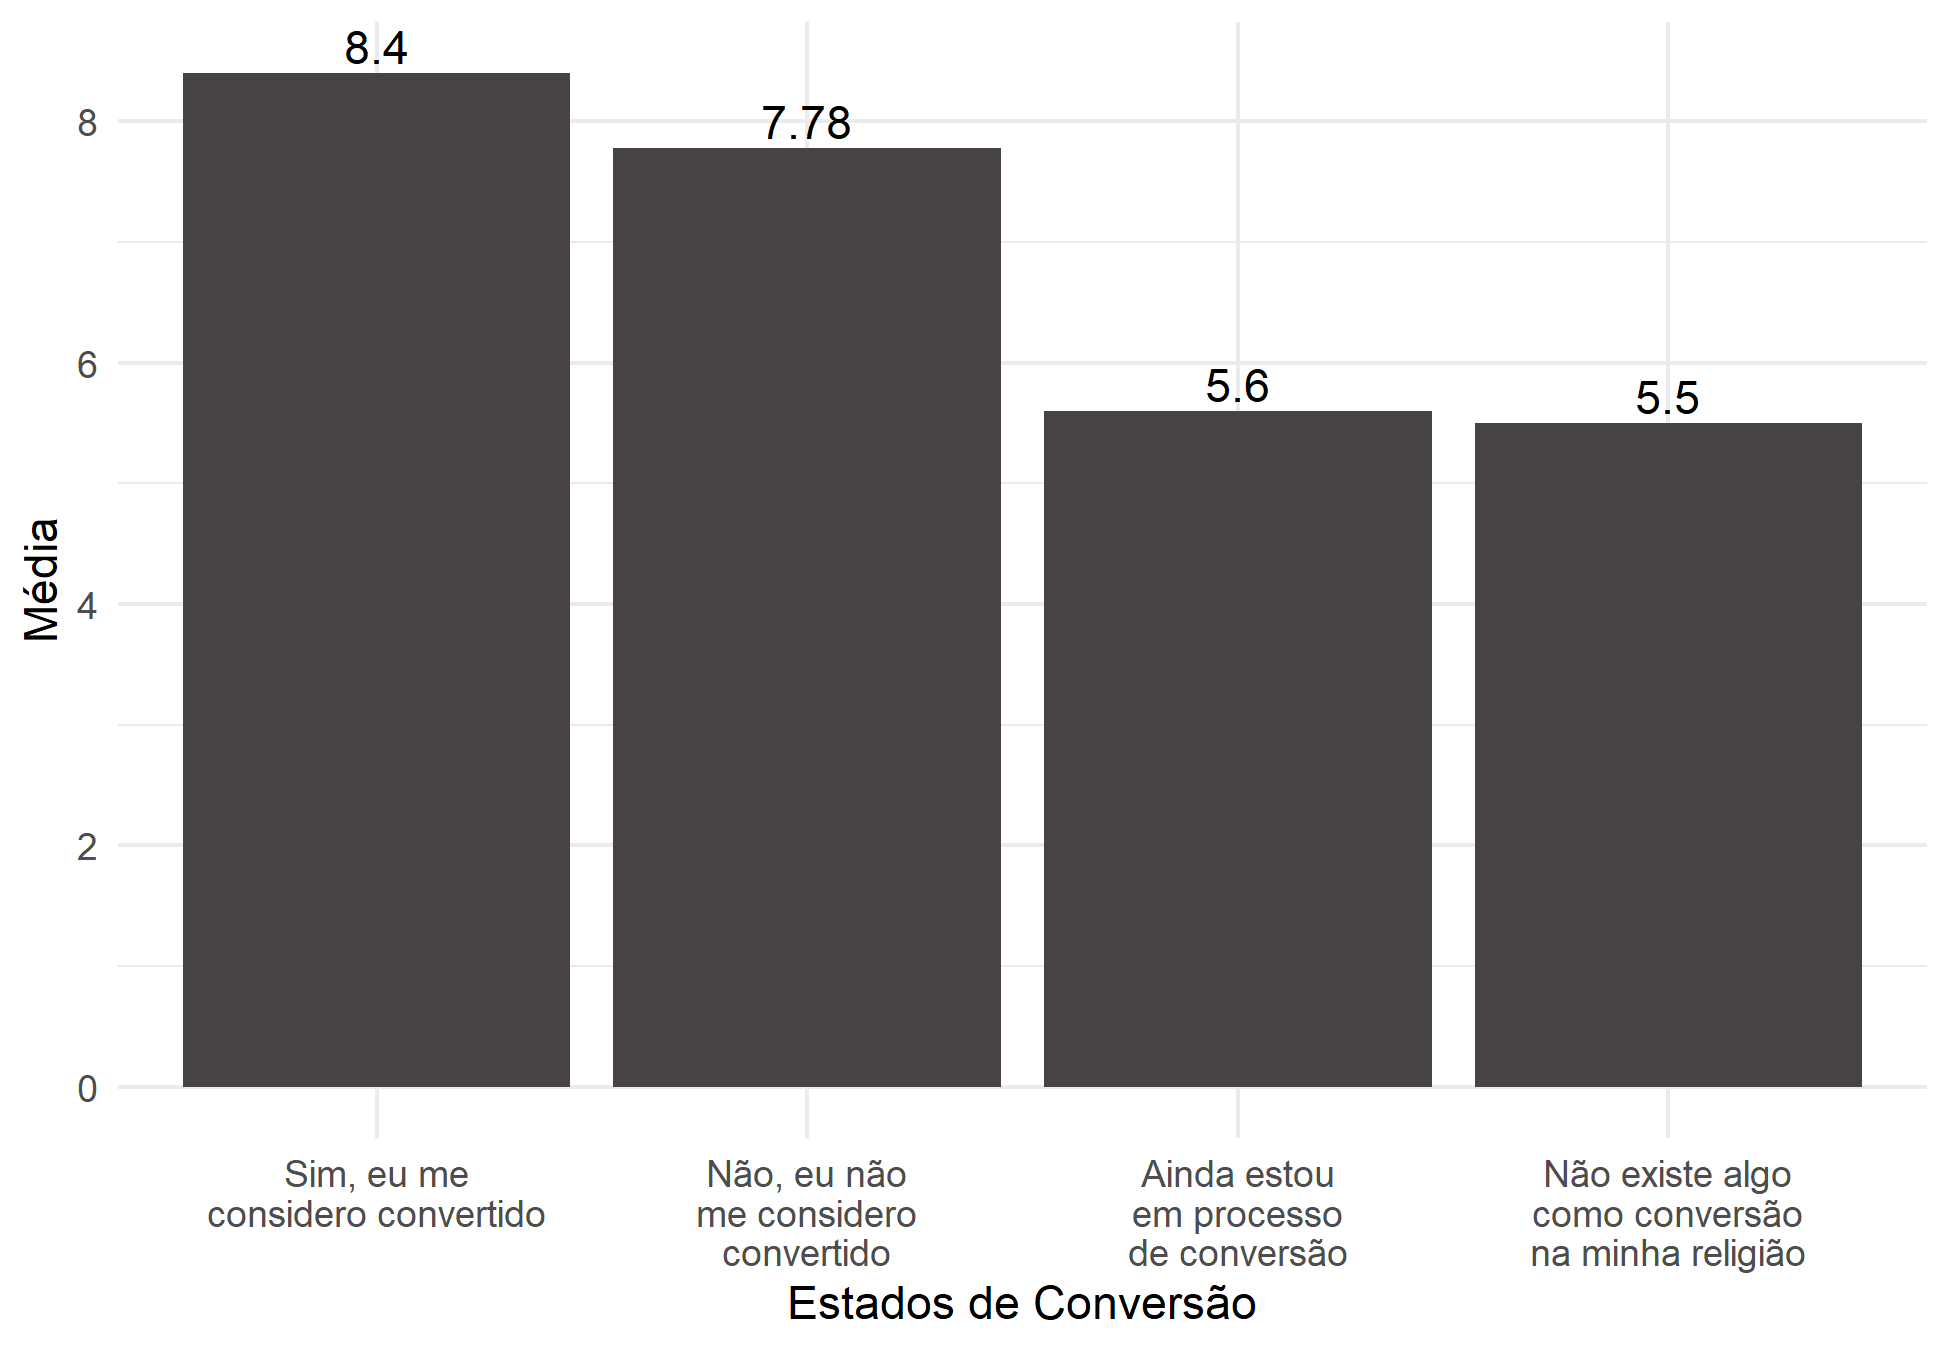 8.4
7.78
5.6
5.5
8
6
4
2
0
Média
Sim, eu me
considero convertido
Não, eu não
me considero
convertido
Ainda estou
em processo
de conversão
Não existe algo
como conversão
na minha religião
Estados de Conversão